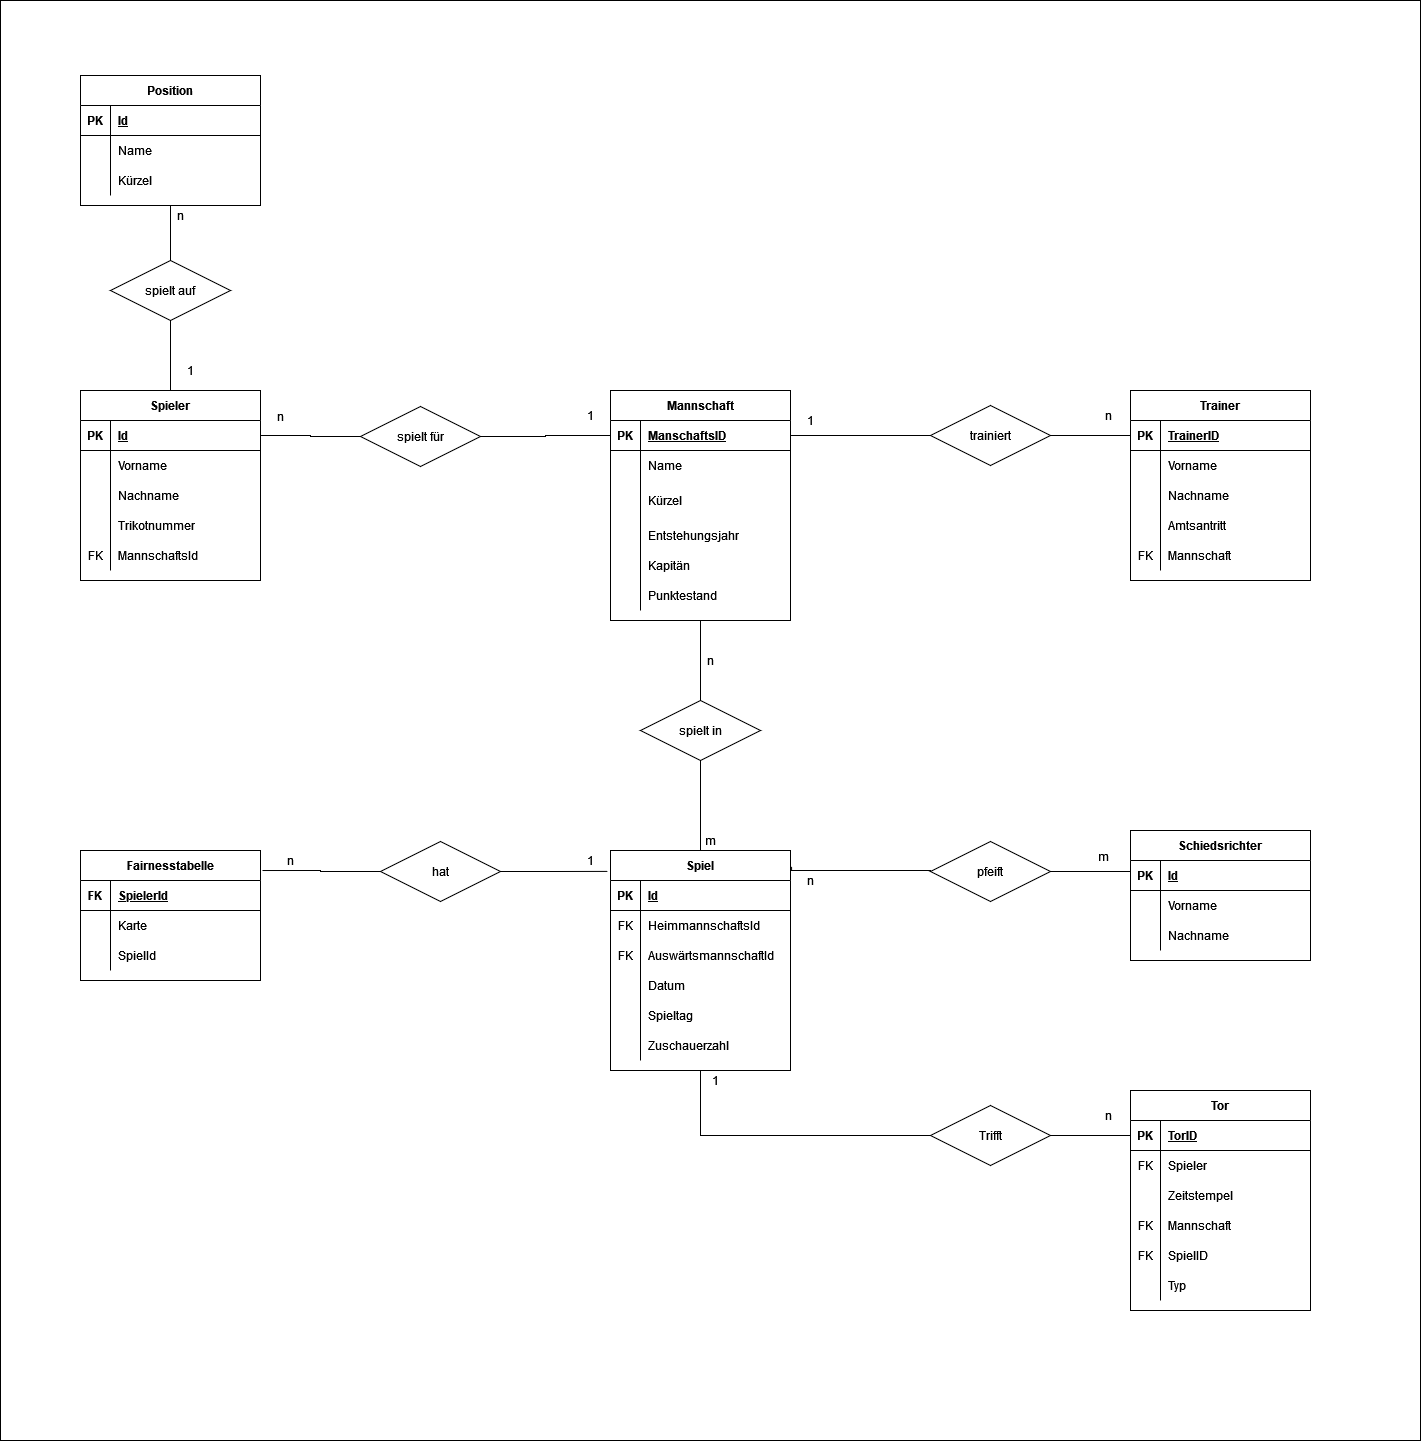 Position
PK Id
Name
Kürzel
n
spielt auf
1
Spieler
PK Id
Vorname
Nachname
Trikotnummer
FK MannschaftsId
n
spielt für
1
Mannschaft
PK ManschaftsID
Name
Kürzel
Entstehungsjahr
Kapitän
Punktestand
1
trainiert
n
Trainer
PK TrainerID
Vorname
Nachname
Amtsantritt
FK Mannschaft
n
spielt in
m
Fairnesstabelle
FK SpielerId
Karte
SpielId
n
hat
1
Spiel
PK Id
FK HeimmannschaftsId
FK AuswärtsmannschaftId
Datum
Spieltag
Zuschauerzahl
n
pfeift
m
Schiedsrichter
PK Id
Vorname
Nachname
1
Trifft
n
Tor
PK TorID
FK Spieler
Zeitstempel
FK Mannschaft
FK SpielID
Typ